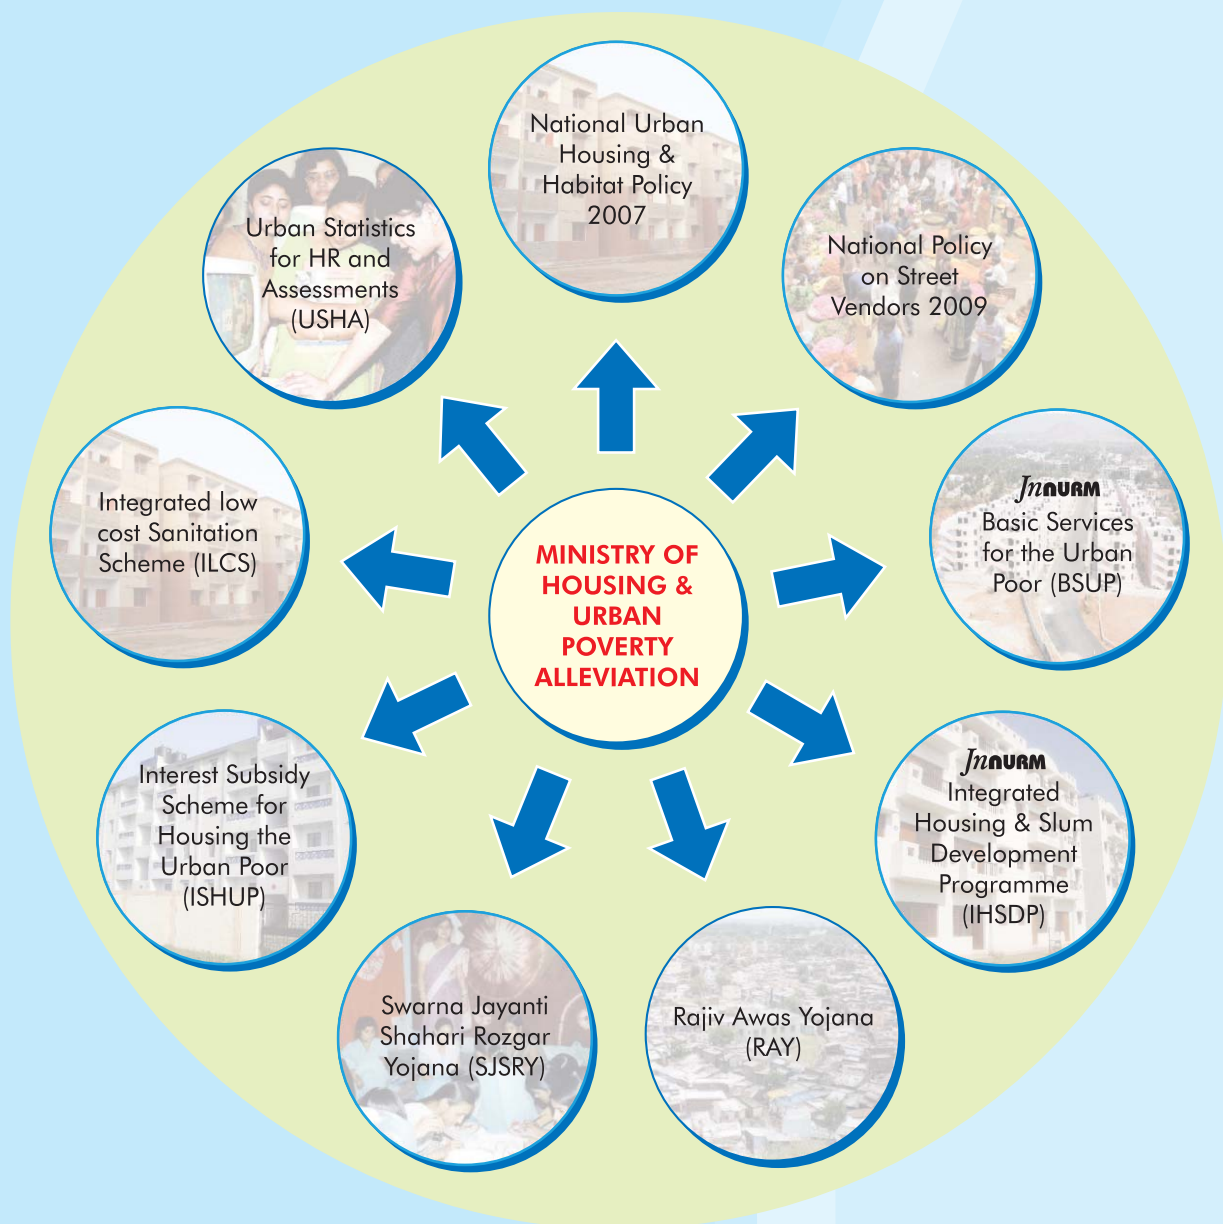 National Urban
Housing &
Habitat Policy
2007
National Policy
on Street
Vendors 2009
JnNURM
Basic Services
for the Urban
Poor (BSUP)
JnNURM
Integrated
Housing & Slum
Development
Programme
(IHSDP)
Rajiv Awas Yojana
(RAY)
Swarna Jayanti
Shahari Rozgar
Yojana (SJSRY)
Interest Subsidy
Scheme for
Housing the
Urban Poor
(ISHUP)
Integrated low
cost Sanitation
Scheme (ILCS)
Urban Statistics
for HR and
Assessments
(USHA)
MINISTRY OF
HOUSING &
URBAN
POVERTY
ALLEVIATION